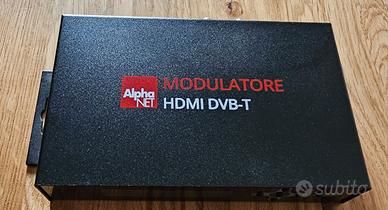 Alpha
NET
MODULATORE
HDMI DVB-T
subito